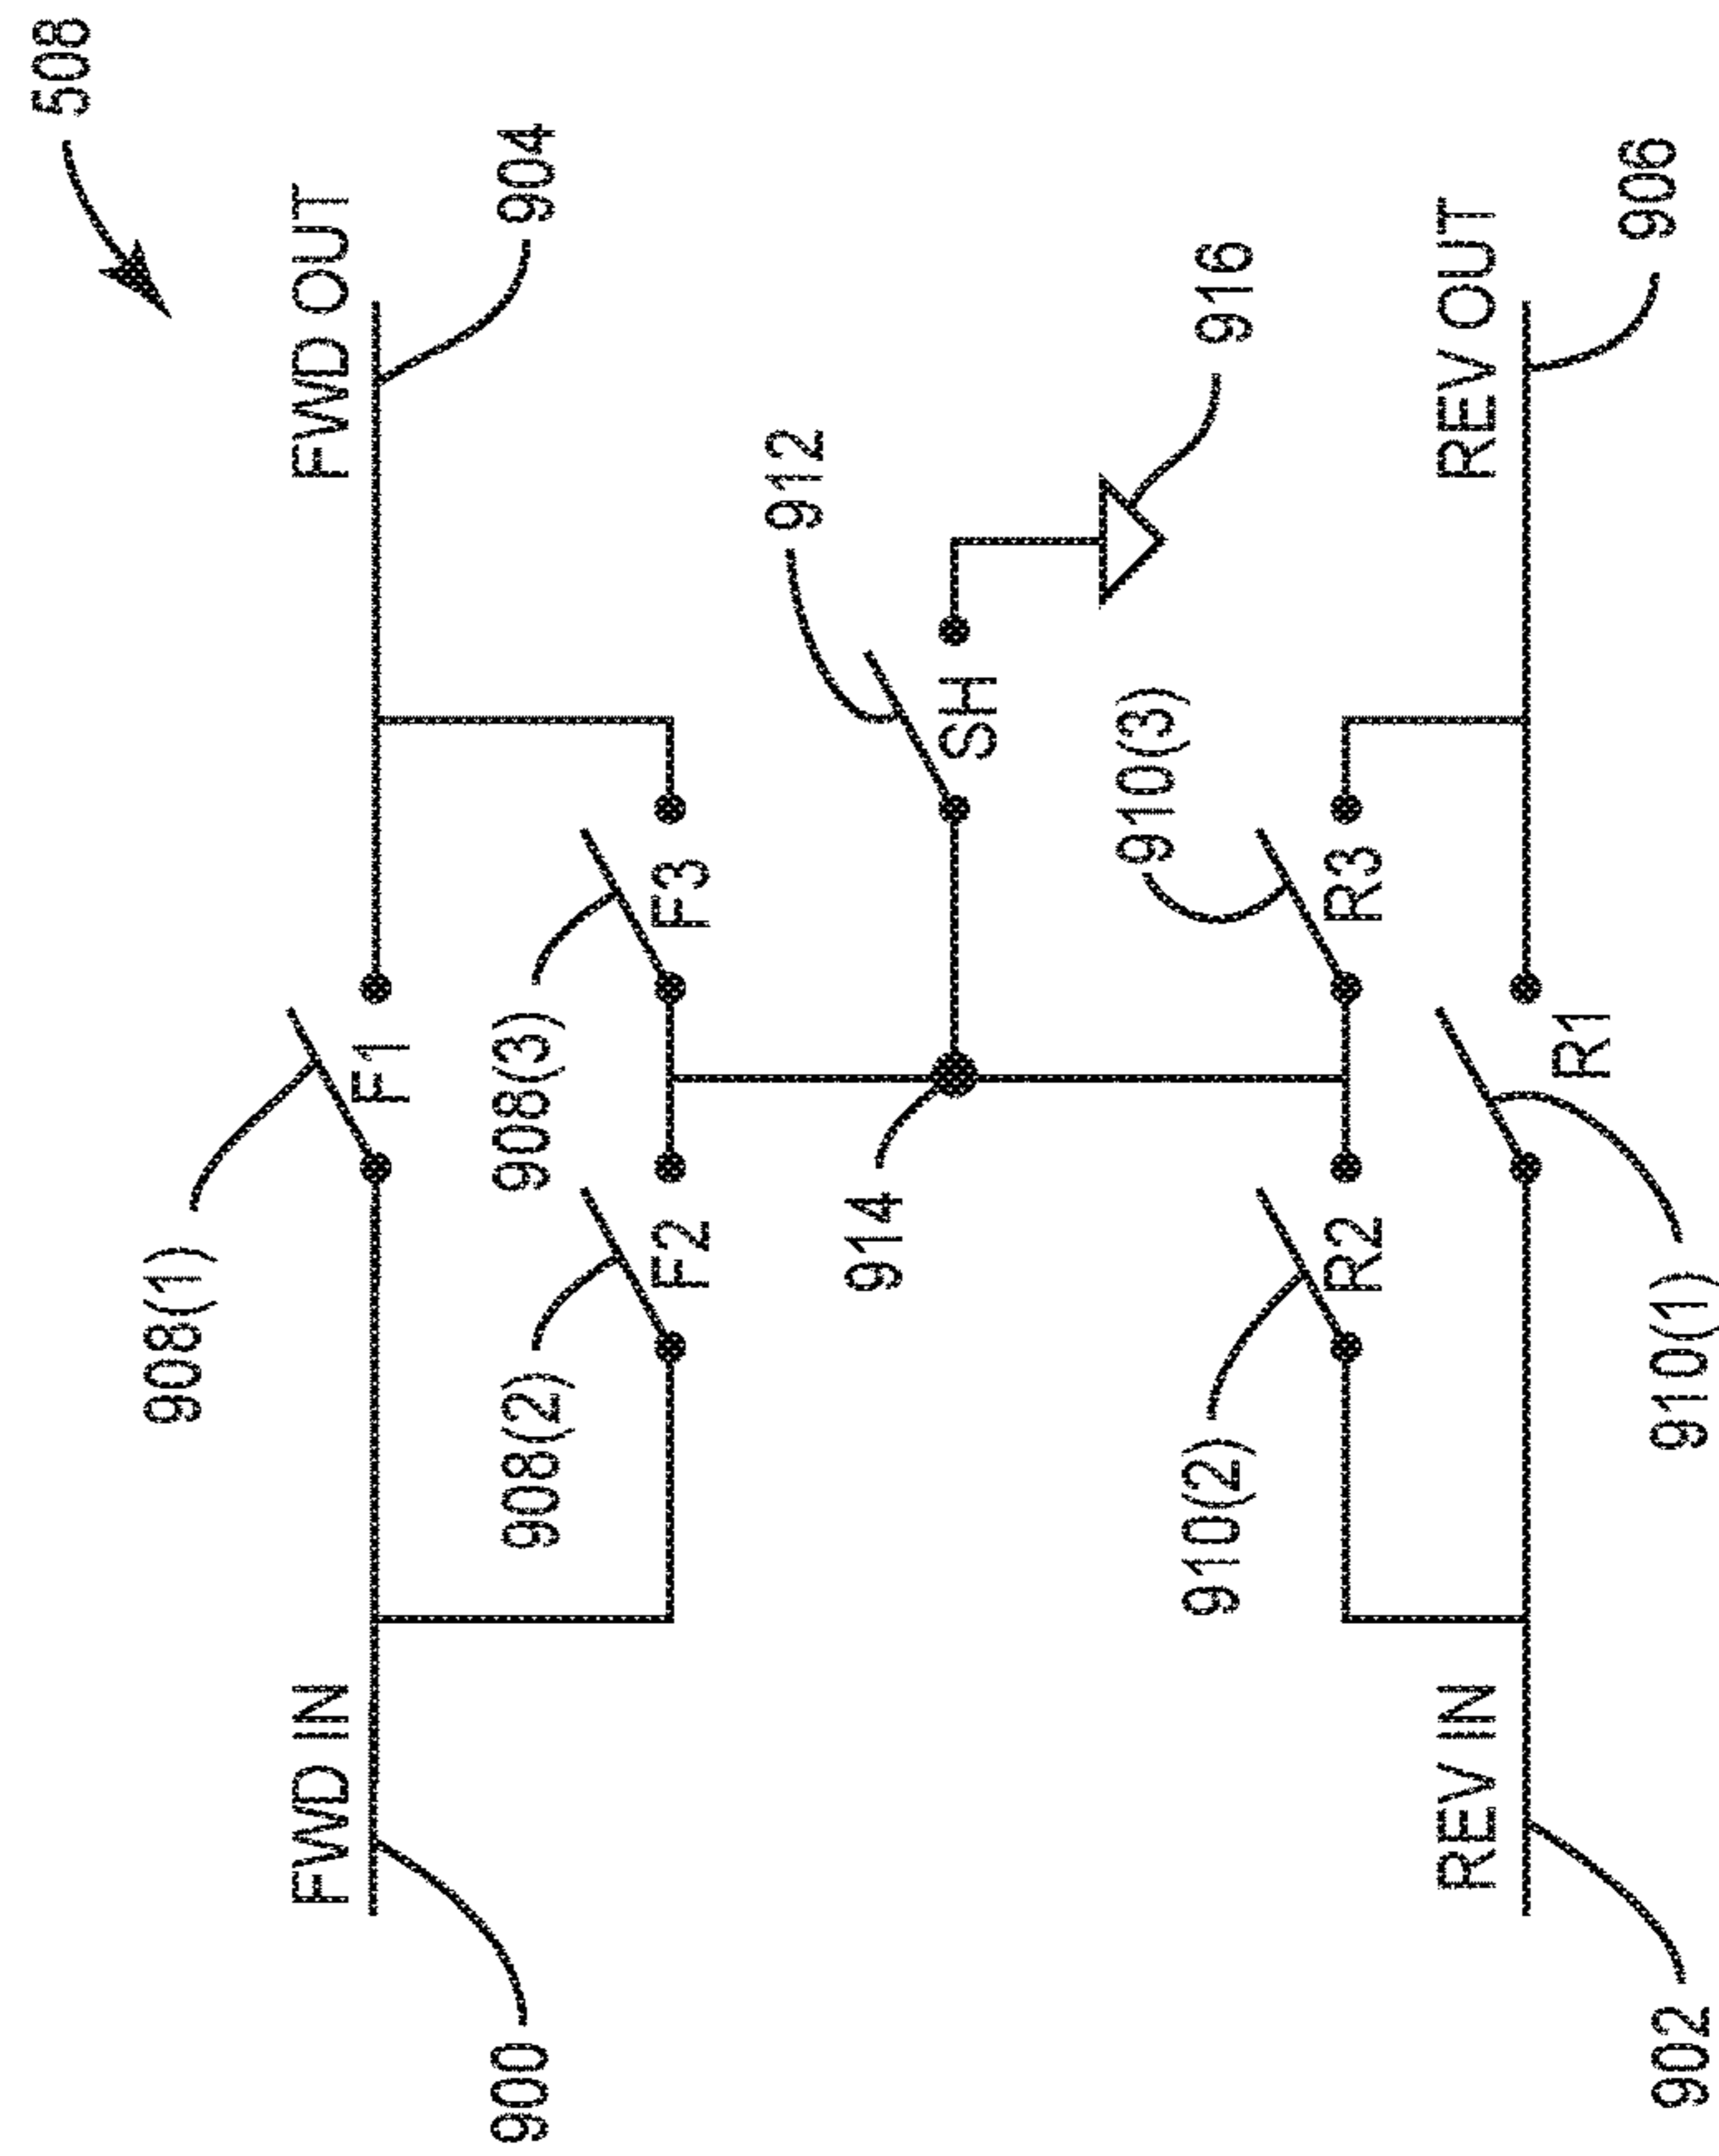 508
FWD IN
FWD OUT
900
904
908(1)
F1
908(2)
F2
908(3)
F3
912
SH
914
916
910(2)
R2
910(3)
R3
REV IN
REV OUT
R1
902
910(1)
906